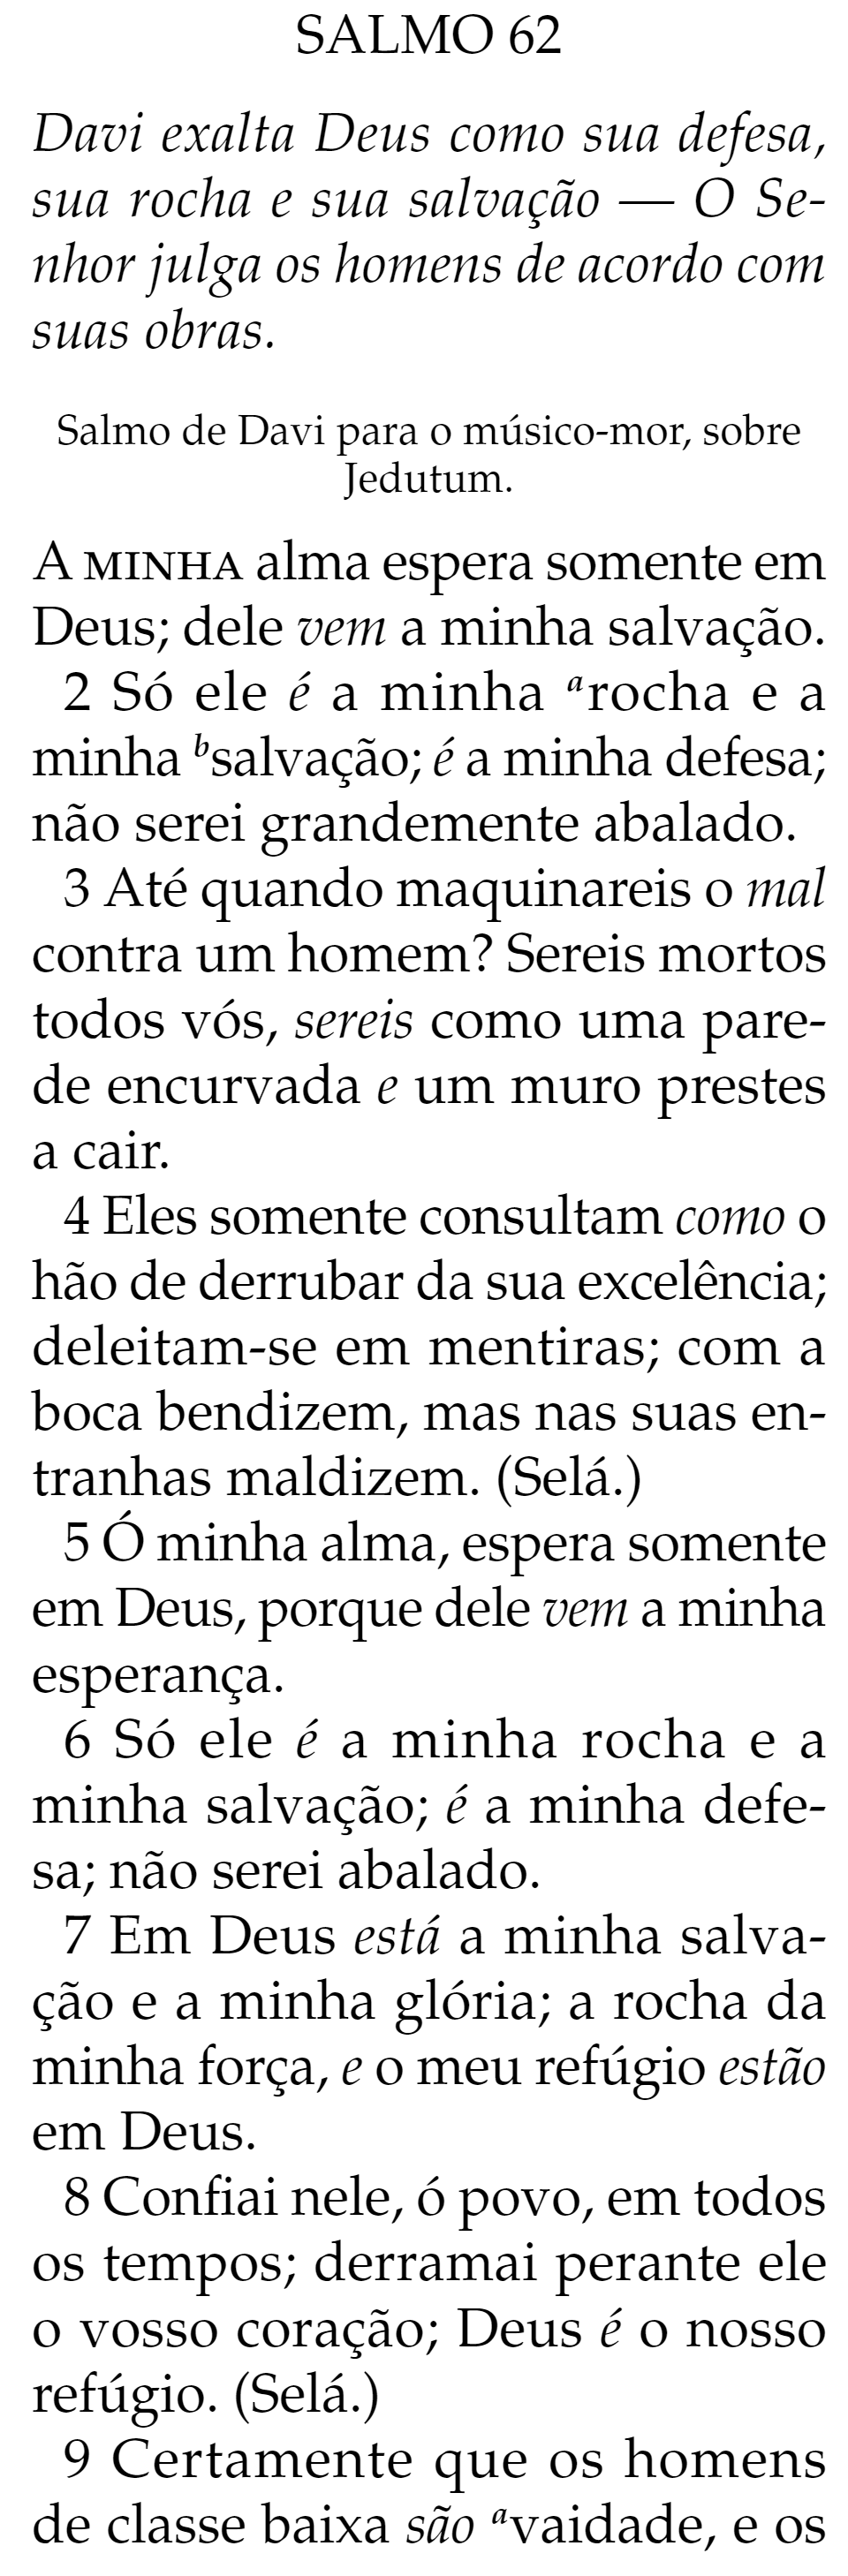 SALMO 62
Davi exalta Deus como sua defesa,
sua rocha e sua salvação — O Se-
nhor julga os homens de acordo com
suas obras.
Salmo de Davi para o músico-mor, sobre
Jedutum.
A MINHA alma espera somente em
Deus; dele vem a minha salvação.
2 Só ele é a minha ᵃrocha e a
minha ᵇsalvação; é a minha defesa;
não serei grandemente abalado.
3 Até quando maquinareis o mal
contra um homem? Sereis mortos
todos vós, sereis como uma pare-
de encurvada e um muro prestes
a cair.
4 Eles somente consultam como o
hão de derrubar da sua excelência;
deleitam-se em mentiras; com a
boca bendizem, mas nas suas en-
tranhas maldizem. (Selá.)
5 Ó minha alma, espera somente
em Deus, porque dele vem a minha
esperança.
6 Só ele é a minha rocha e a
minha salvação; é a minha defe-
sa; não serei abalado.
7 Em Deus está a minha salva-
ção e a minha glória; a rocha da
minha força, e o meu refúgio estão
em Deus.
8 Confiai nele, ó povo, em todos
os tempos; derramai perante ele
o vosso coração; Deus é o nosso
refúgio. (Selá.)
9 Certamente que os homens
de classe baixa são ᵃvaidade, e os